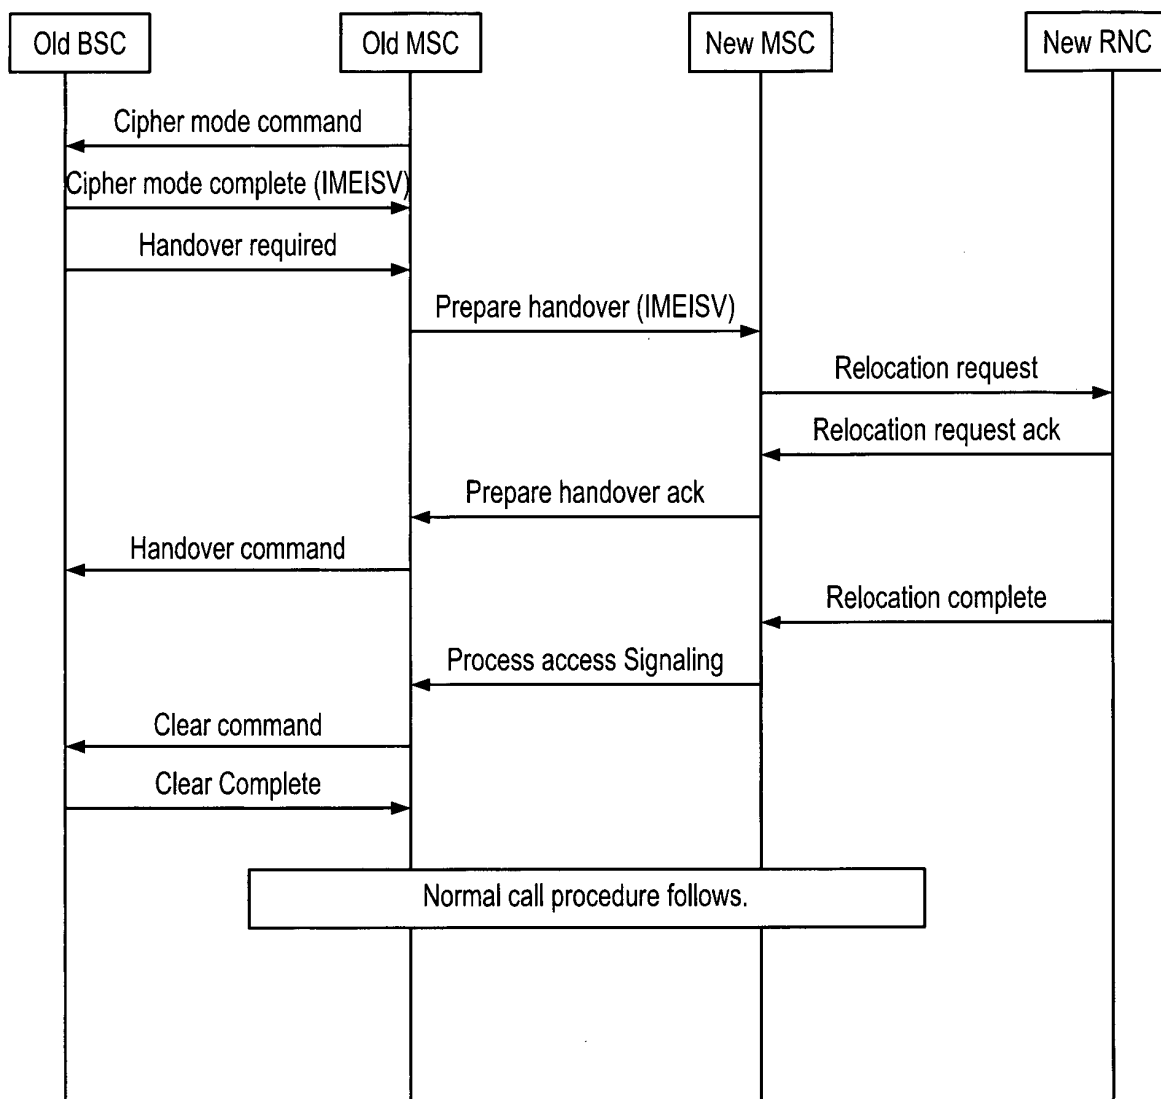 Old BSC
Old MSC
New MSC
New RNC
Cipher mode command
Cipher mode complete (IMEISV)
Handover required
Prepare handover (IMEISV)
Relocation request
Relocation request ack
Prepare handover ack
Handover command
Relocation complete
Process access Signaling
Clear command
Clear Complete
Normal call procedure follows.